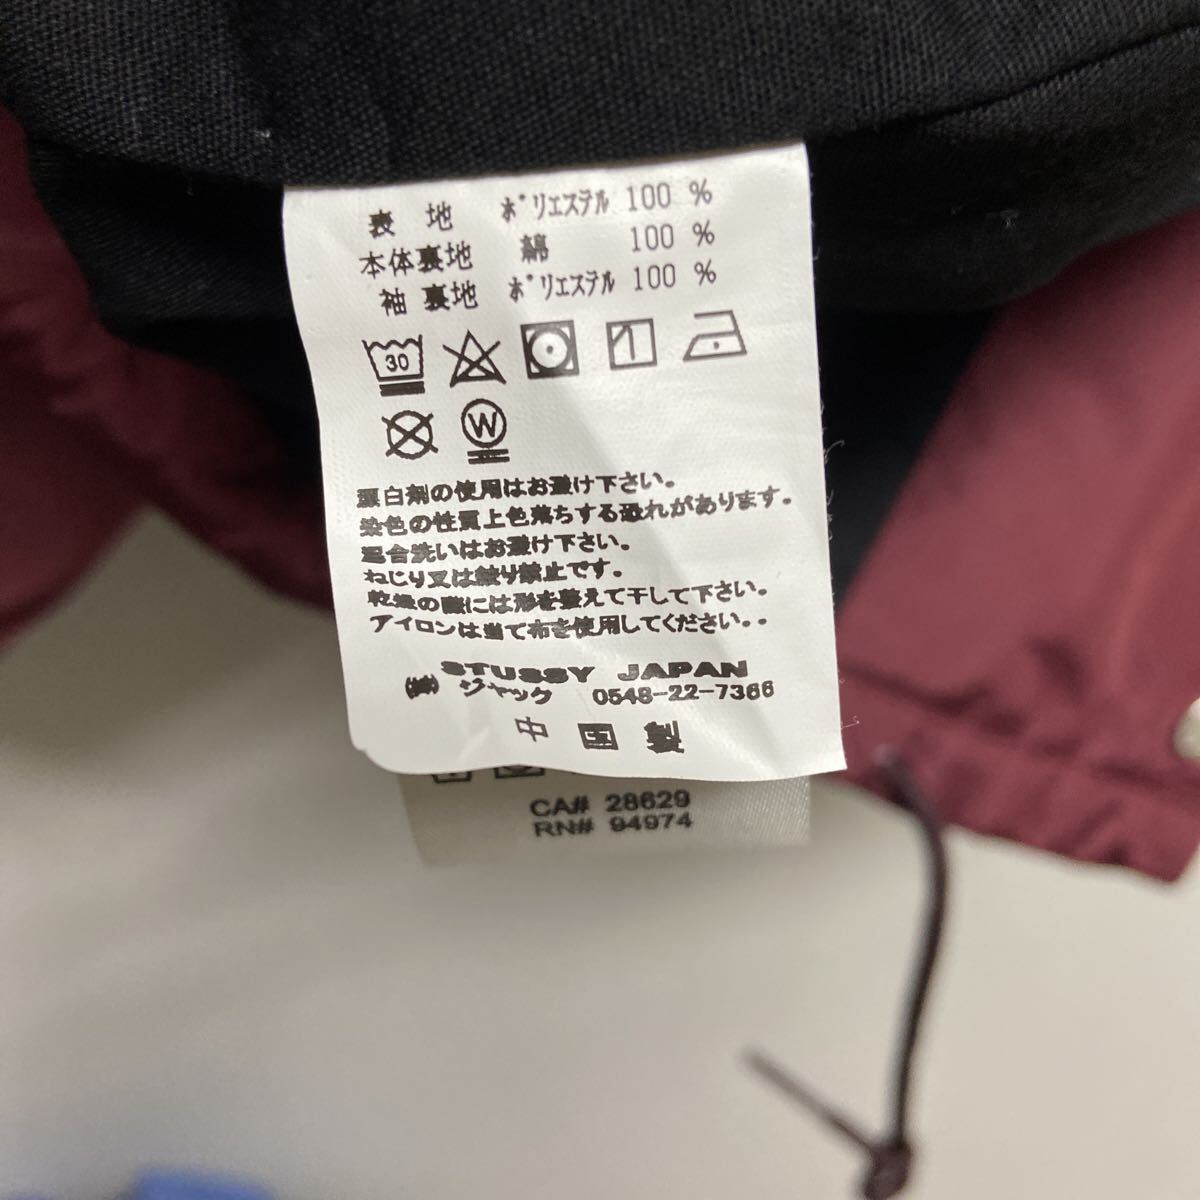 表 地 ポリエステル 100 %
本体裏地 綿 100 %
袖 裏地 ポリエステル 100 %
30
W
漂白剤の使用はお避け下さい。
染色の性質上色落ちする恐れがあります。
混合洗いはお避け下さい。
ねじり又は絞り禁止です。
乾燥の際には形を整えて干して下さい。
アイロンは当て布を使用してください。.
STUSSY JAPAN
(有) ジャック 0548-22-7366
中 国 製
CA# 28629
RN# 94974